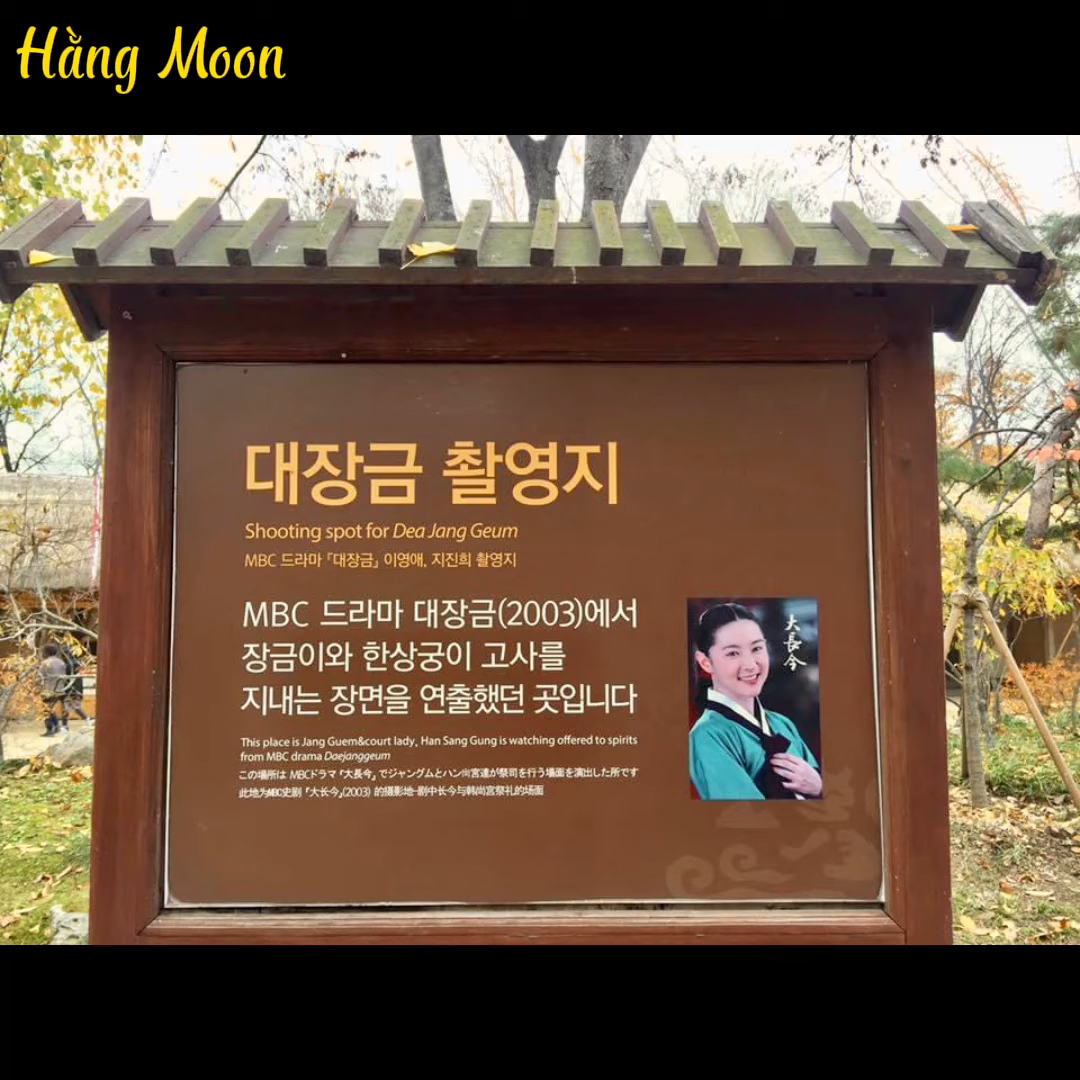 Hằng Moon
대장금 촬영지
Shooting spot for Dea Jang Geum
MBC 드라마 『대장금』 이영애, 지진희 촬영지
MBC 드라마 대장금(2003)에서
장금이와 한상궁이 고사를
지내는 장면을 연출했던 곳입니다
大長今
This place is Jang Guem&court lady, Han Sang Gung is watching offered to spirits
from MBC drama Daejanggeum
この場所は MBCドラマ「大長今」でジャングムとハン尚宮達が祭司を行う場面を演出した所です
此地为MBC史剧『大长今』(2003) 的摄影地-剧中长今与韩尚宫祭礼的场面